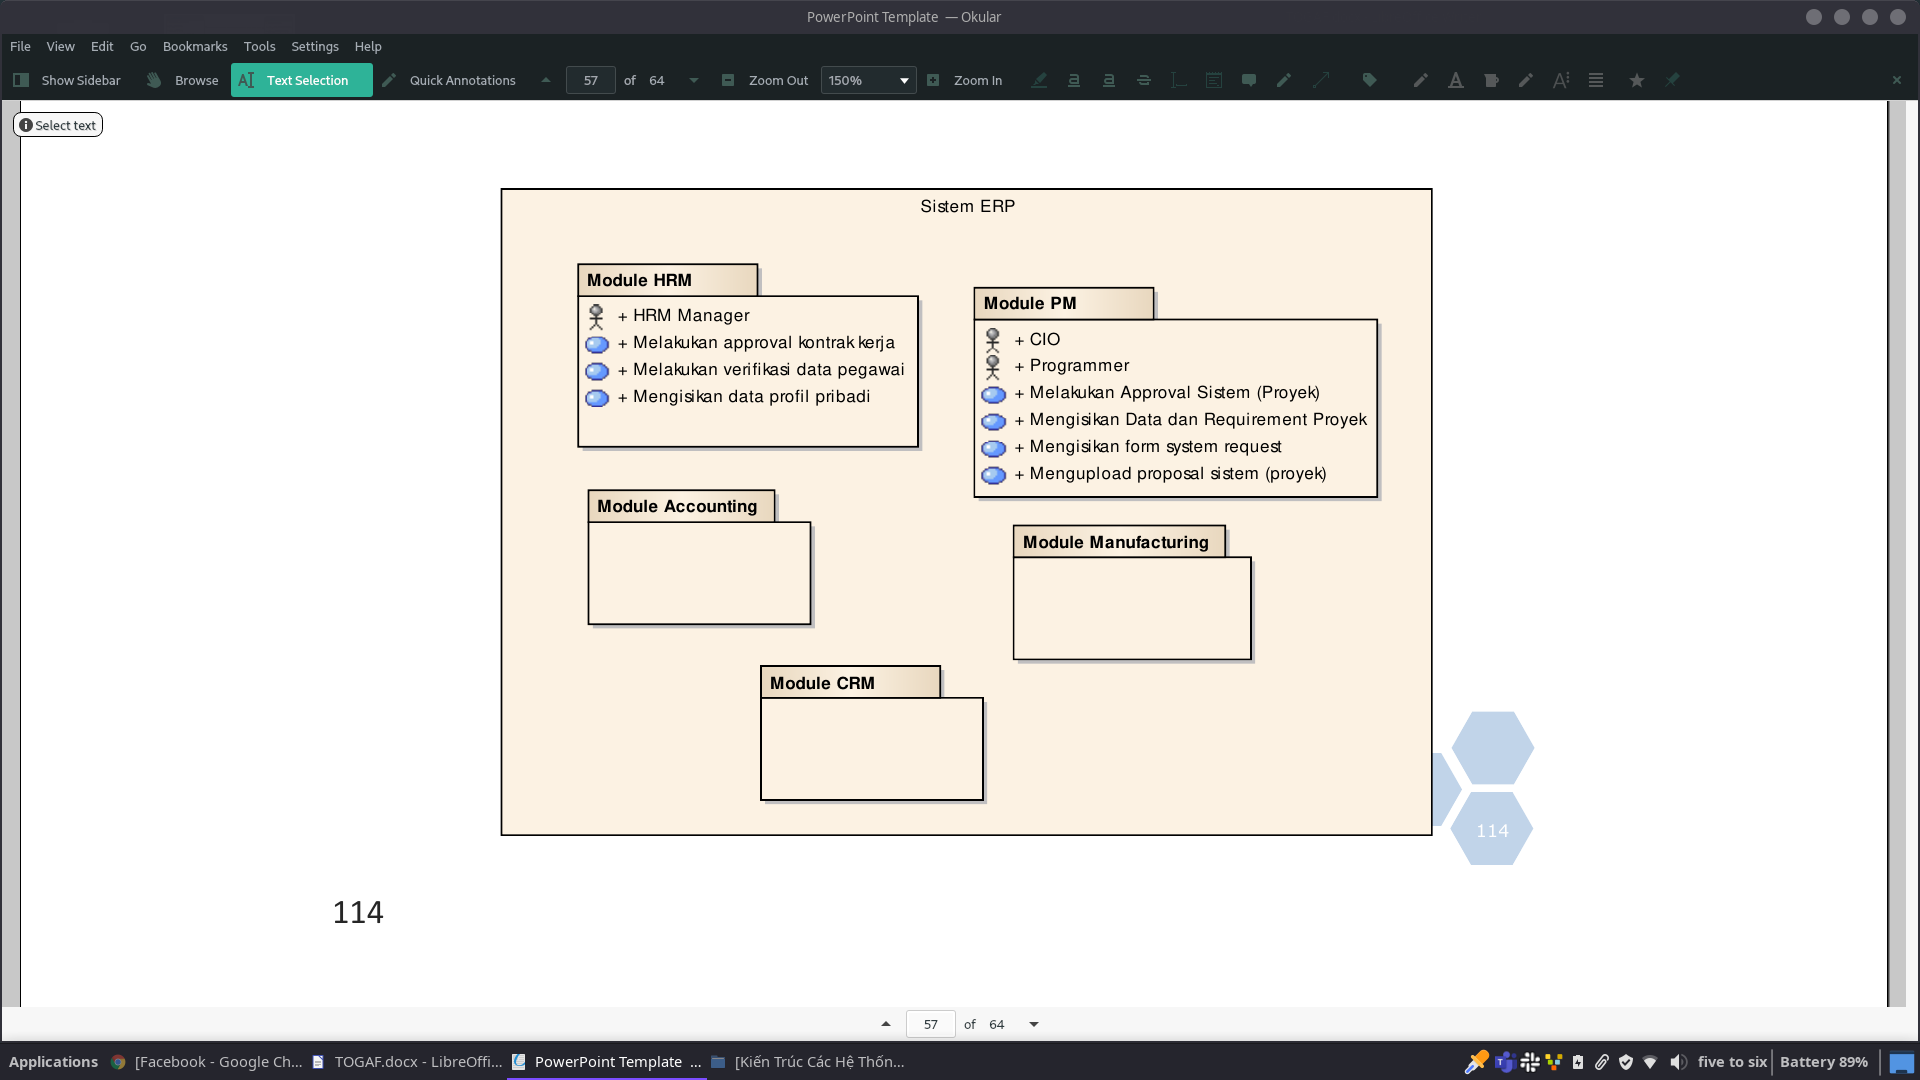 PowerPoint Template — Okular
File View Edit Go Bookmarks Tools Settings Help
Show Sidebar Browse Text Selection Quick Annotations 57 of 64 Zoom Out 150% Zoom In
Select text
Sistem ERP
Module HRM
+ HRM Manager
+ Melakukan approval kontrak kerja
+ Melakukan verifikasi data pegawai
+ Mengisikan data profil pribadi
Module PM
+ CIO
+ Programmer
+ Melakukan Approval Sistem (Proyek)
+ Mengisikan Data dan Requirement Proyek
+ Mengisikan form system request
+ Mengupload proposal sistem (proyek)
Module Accounting
Module Manufacturing
Module CRM
114
114
57 of 64
Applications [Facebook - Google Ch... TOGAF.docx - LibreOffi... PowerPoint Template ... [Kiến Trúc Các Hệ Thốn... five to six Battery 89%